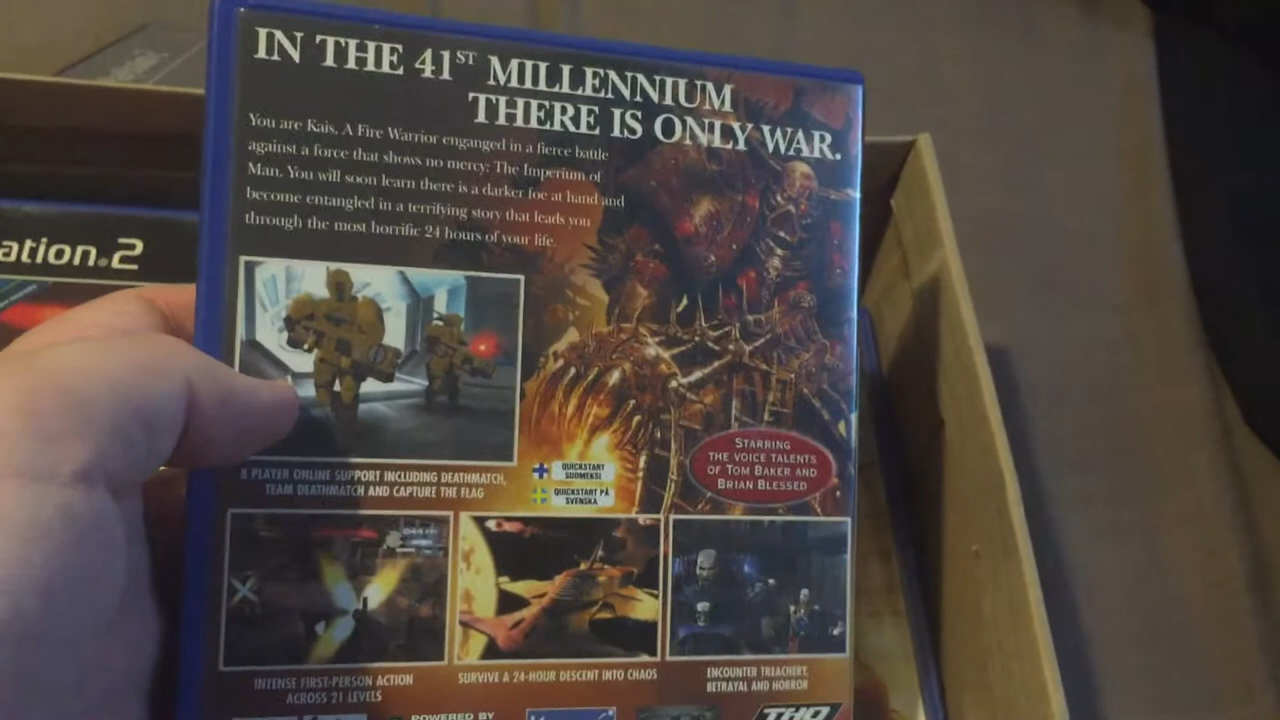 IN THE 41ST MILLENNIUM
THERE IS ONLY WAR.
You are Kais, A Fire Warrior enganged in a fierce battle
against a force that shows no mercy: The Imperium of
Man. You will soon learn there is a darker foe at hand and
become entangled in a terrifying story that leads you
through the most horrific 24 hours of your life.
ation.2
8 PLAYER ONLINE SUPPORT INCLUDING DEATHMATCH,
TEAM DEATHMATCH AND CAPTURE THE FLAG
QUICKSTART
SUOMEKSI
QUICKSTART PÅ
SVENSKA
STARRING
THE VOICE TALENTS
OF TOM BAKER AND
BRIAN BLESSED
INTENSE FIRST-PERSON ACTION
ACROSS 21 LEVELS
SURVIVE A 24-HOUR DESCENT INTO CHAOS
ENCOUNTER TREACHERY,
BETRAYAL AND HORROR
POWERED BY
THQ